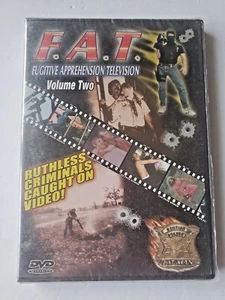 F.A.T.
FUGITIVE APPREHENSION TELEVISION
Volume Two
RUTHLESS
CRIMINALS
CAUGHT ON
VIDEO!
DVD